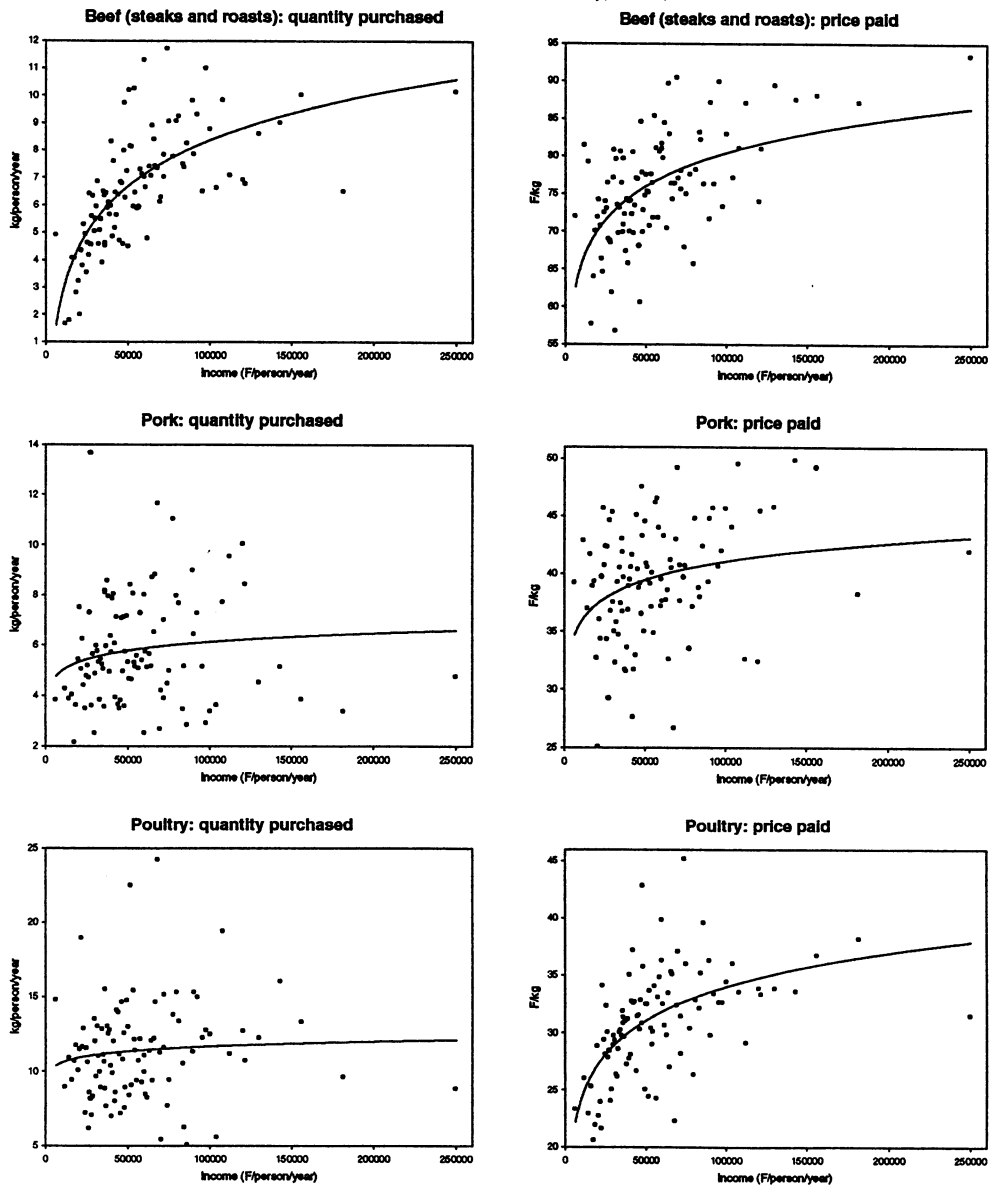 Beef (steaks and roasts): quantity purchased
12
11
10
9
8
7
6
5
4
3
2
1
kg/person/year
0 50000 100000 150000 200000 250000
Income (F/person/year)
Beef (steaks and roasts): price paid
95
90
85
80
75
70
65
60
55
F/kg
0 50000 100000 150000 200000 250000
Income (F/person/year)
Pork: quantity purchased
14
12
10
8
6
4
2
kg/person/year
0 50000 100000 150000 200000 250000
Income (F/person/year)
Pork: price paid
50
45
40
35
30
25
F/kg
0 50000 100000 150000 200000 250000
Income (F/person/year)
Poultry: quantity purchased
25
20
15
10
5
kg/person/year
0 50000 100000 150000 200000 250000
Income (F/person/year)
Poultry: price paid
45
40
35
30
25
20
F/kg
0 50000 100000 150000 200000 250000
Income (F/person/year)